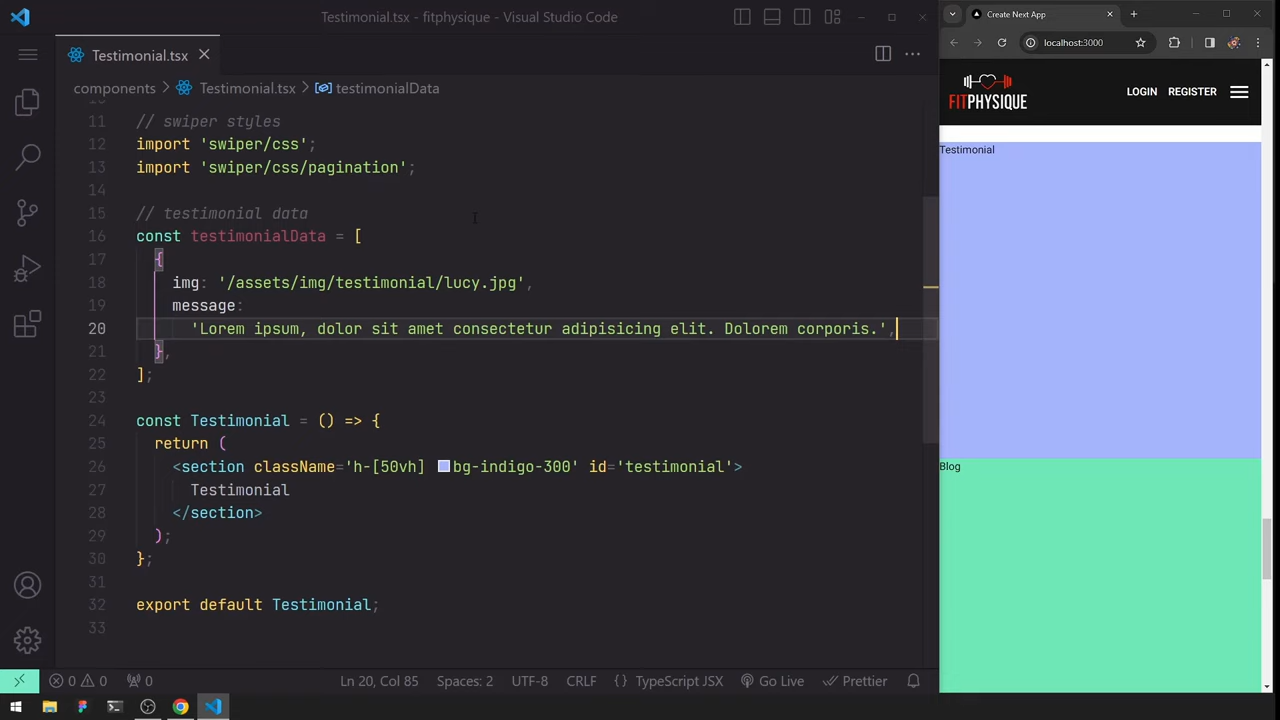 Testimonial.tsx - fitphysique - Visual Studio Code
Testimonial.tsx
components > Testimonial.tsx > testimonialData
11 // swiper styles
12 import 'swiper/css';
13 import 'swiper/css/pagination';
14
15 // testimonial data
16 const testimonialData = [
17 {
18 img: '/assets/img/testimonial/lucy.jpg',
19 message:
20 'Lorem ipsum, dolor sit amet consectetur adipisicing elit. Dolorem corporis.',
21 },
22 ];
23
24 const Testimonial = () => {
25 return (
26 <section className='h-[50vh] bg-indigo-300' id='testimonial'>
27 Testimonial
28 </section>
29 );
30 };
31
32 export default Testimonial;
33
0 0 0 Ln 20, Col 85 Spaces: 2 UTF-8 CRLF {} TypeScript JSX Go Live Prettier
Create Next App
localhost:3000
FITPHYSIQUE LOGIN REGISTER
Testimonial
Blog